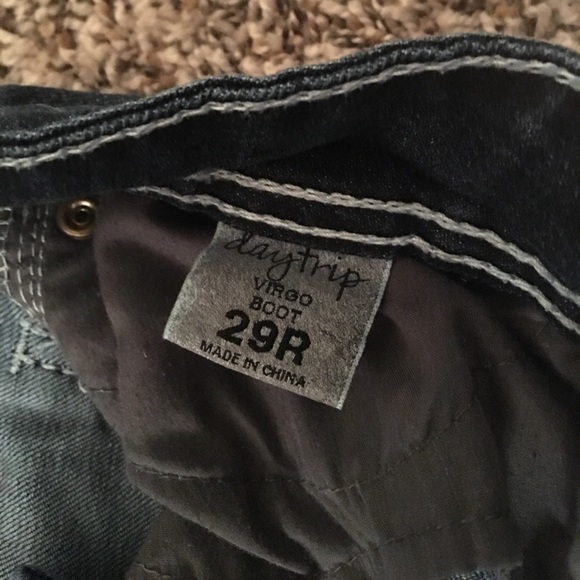 daytrip
VIRGO
BOOT
29R
MADE IN CHINA